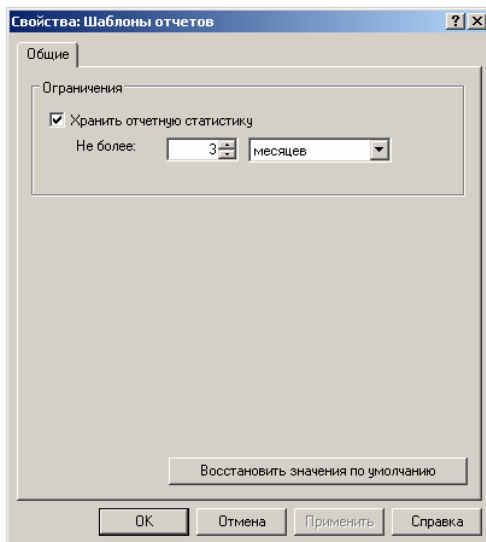 Свойства: Шаблоны отчетов
Общие
Ограничения
Хранить отчетную статистику
Не более: 3 месяцев
Восстановить значения по умолчанию
ОК Отмена Применить Справка